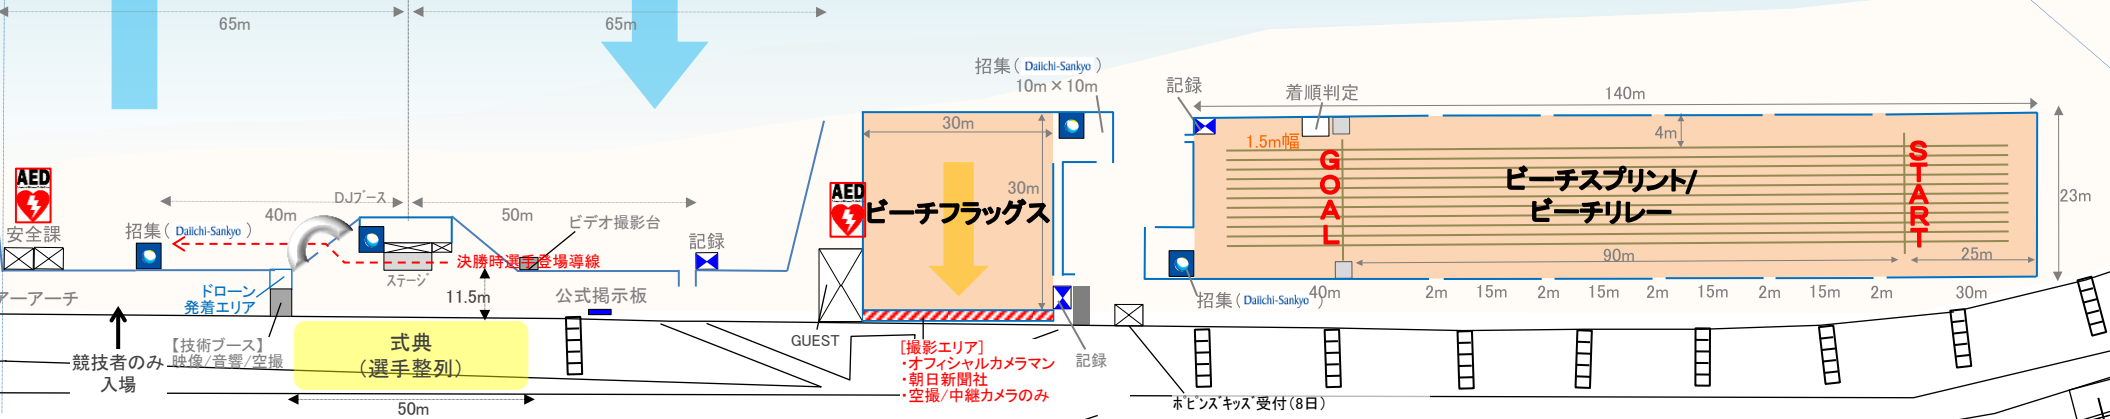 65m
65m
招集( Daiichi-Sankyo )
10m×10m
記録
着順判定
140m
30m
4m
1.5m幅
AED
AED
DJブース
40m
50m
ビデオ撮影台
30m
ビーチフラッグス
GOAL
ビーチスプリント/
ビーチリレー
START
23m
安全課
招集( Daiichi-Sankyo )
記録
決勝時選手登場導線
ステージ
90m
25m
アーアーチ
ドローン
発着エリア
11.5m
公式掲示板
招集( Daiichi-Sankyo )
40m
2m
15m
2m
15m
2m
15m
2m
30m
競技者のみ
入場
【技術ブース】
映像/音響/空撮
式典
(選手整列)
GUEST
[撮影エリア]
・オフィシャルカメラマン
・朝日新聞社
・空撮/中継カメラのみ
記録
50m
ポピンズキッズ受付(8日)